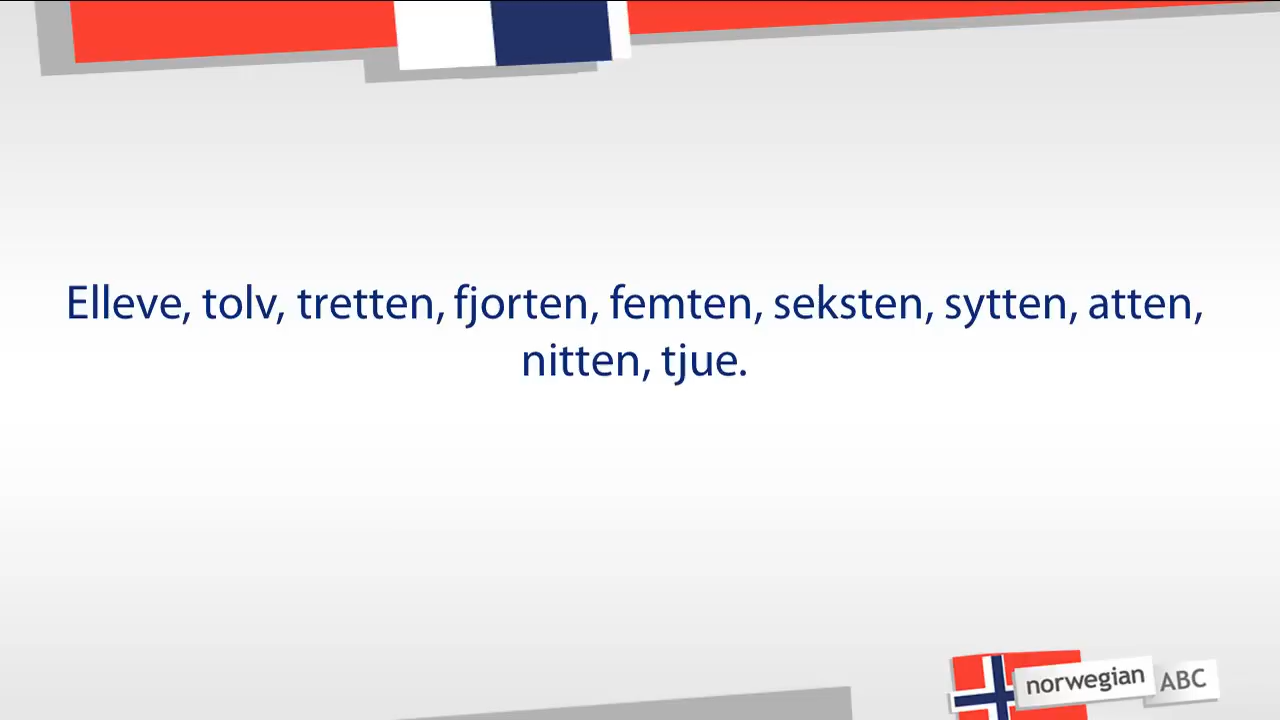 Elleve, tolv, tretten, fjorten, femten, seksten, sytten, atten,
nitten, tjue.
norwegian ABC